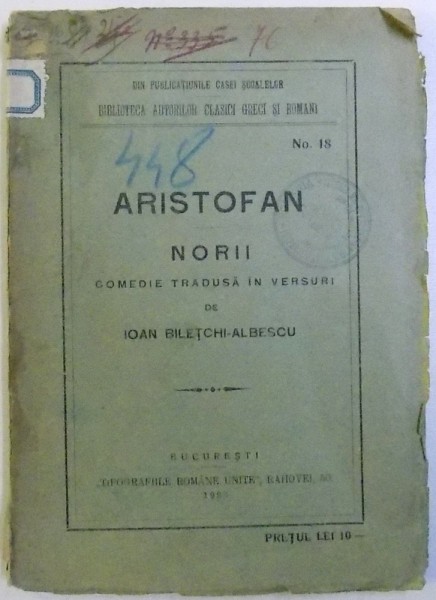 70
DIN PUBLICAȚIUNILE CASEI ȘCOALELOR
BIBLIOTECA AUTORILOR CLASICI GRECI ȘI ROMANI
No. 18
448
ARISTOFAN
NORII
COMEDIE TRADUSĂ ÎN VERSURI
DE
IOAN BILEȚCHI-ALBESCU
BUCUREȘTI
„TIPOGRAFIILE ROMÂNE UNITE”, RAHOVEI,
PREȚUL LEI 10—